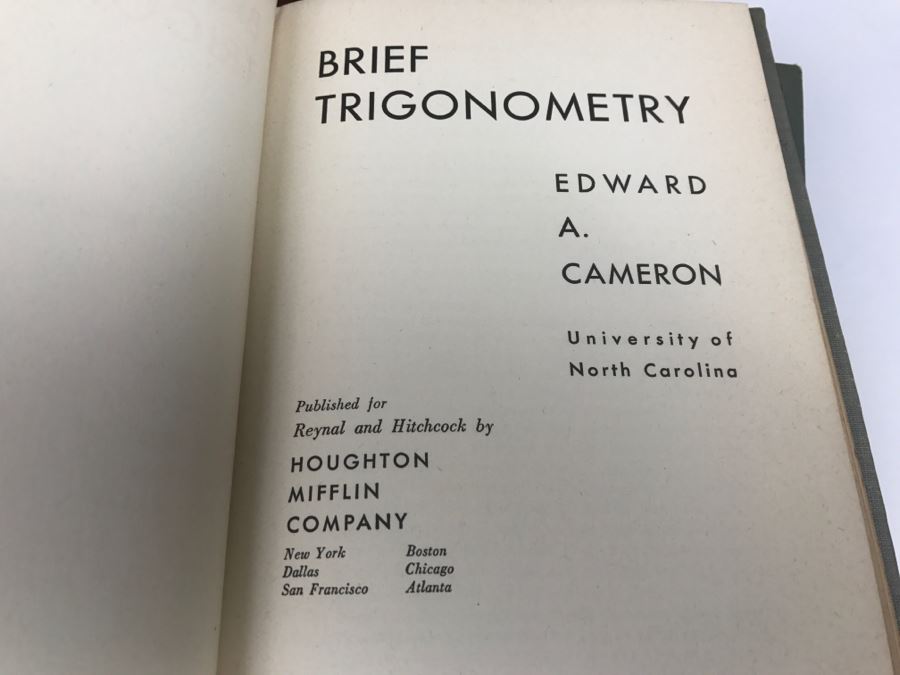 BRIEF
TRIGONOMETRY
EDWARD
A.
CAMERON
University of
North Carolina
Published for
Reynal and Hitchcock by
HOUGHTON
MIFFLIN
COMPANY
New York Boston
Dallas Chicago
San Francisco Atlanta